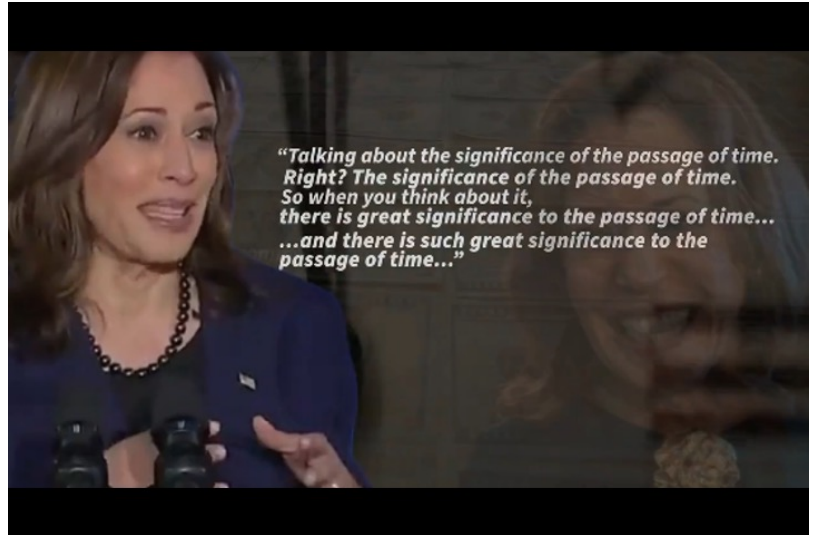 “Talking about the significance of the passage of time.
Right? The significance of the passage of time.
So when you think about it,
there is great significance to the passage of time...
...and there is such great significance to the
passage of time...”